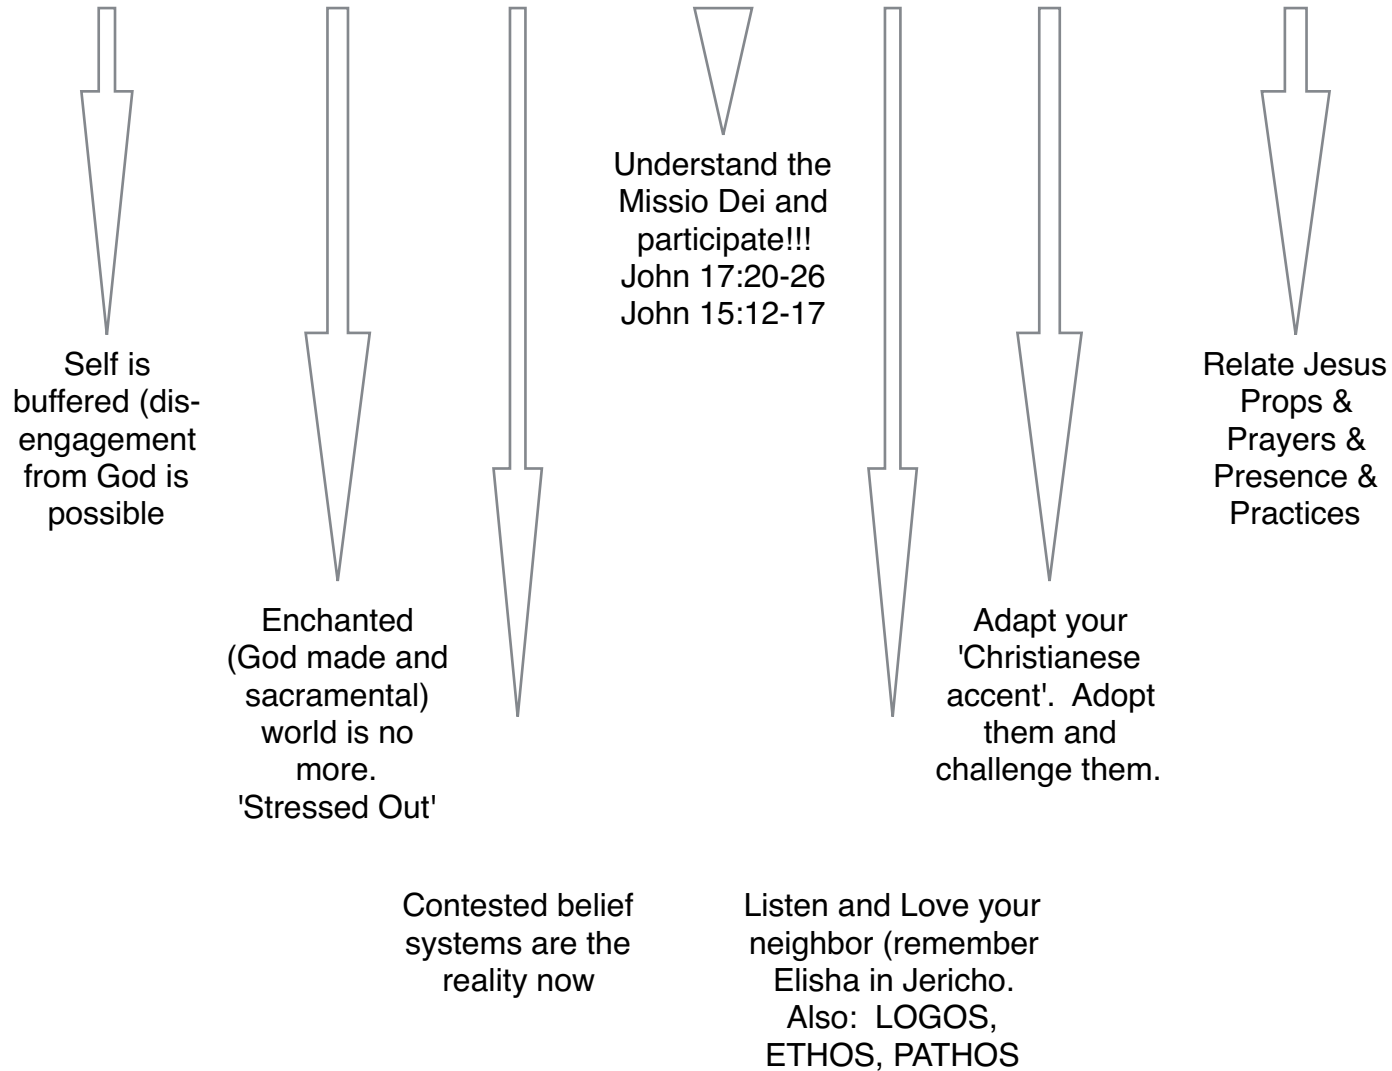 Understand the
Missio Dei and
participate!!!
John 17:20-26
John 15:12-17
Self is
buffered (dis-
engagement
from God is
possible
Relate Jesus
Props &
Prayers &
Presence &
Practices
Enchanted
(God made and
sacramental)
world is no
more.
'Stressed Out'
Adapt your
'Christianese
accent'.  Adopt
them and
challenge them.
Contested belief
systems are the
reality now
Listen and Love your
neighbor (remember
Elisha in Jericho.
Also:  LOGOS,
ETHOS, PATHOS